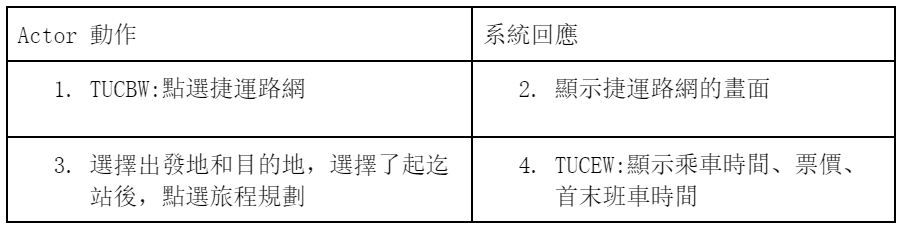 Actor 動作
系統回應
1. TUCBW:點選捷運路網
2. 顯示捷運路網的畫面
3. 選擇出發地和目的地，選擇了起迄
站後，點選旅程規劃
4. TUCEW:顯示乘車時間、票價、
首末班車時間